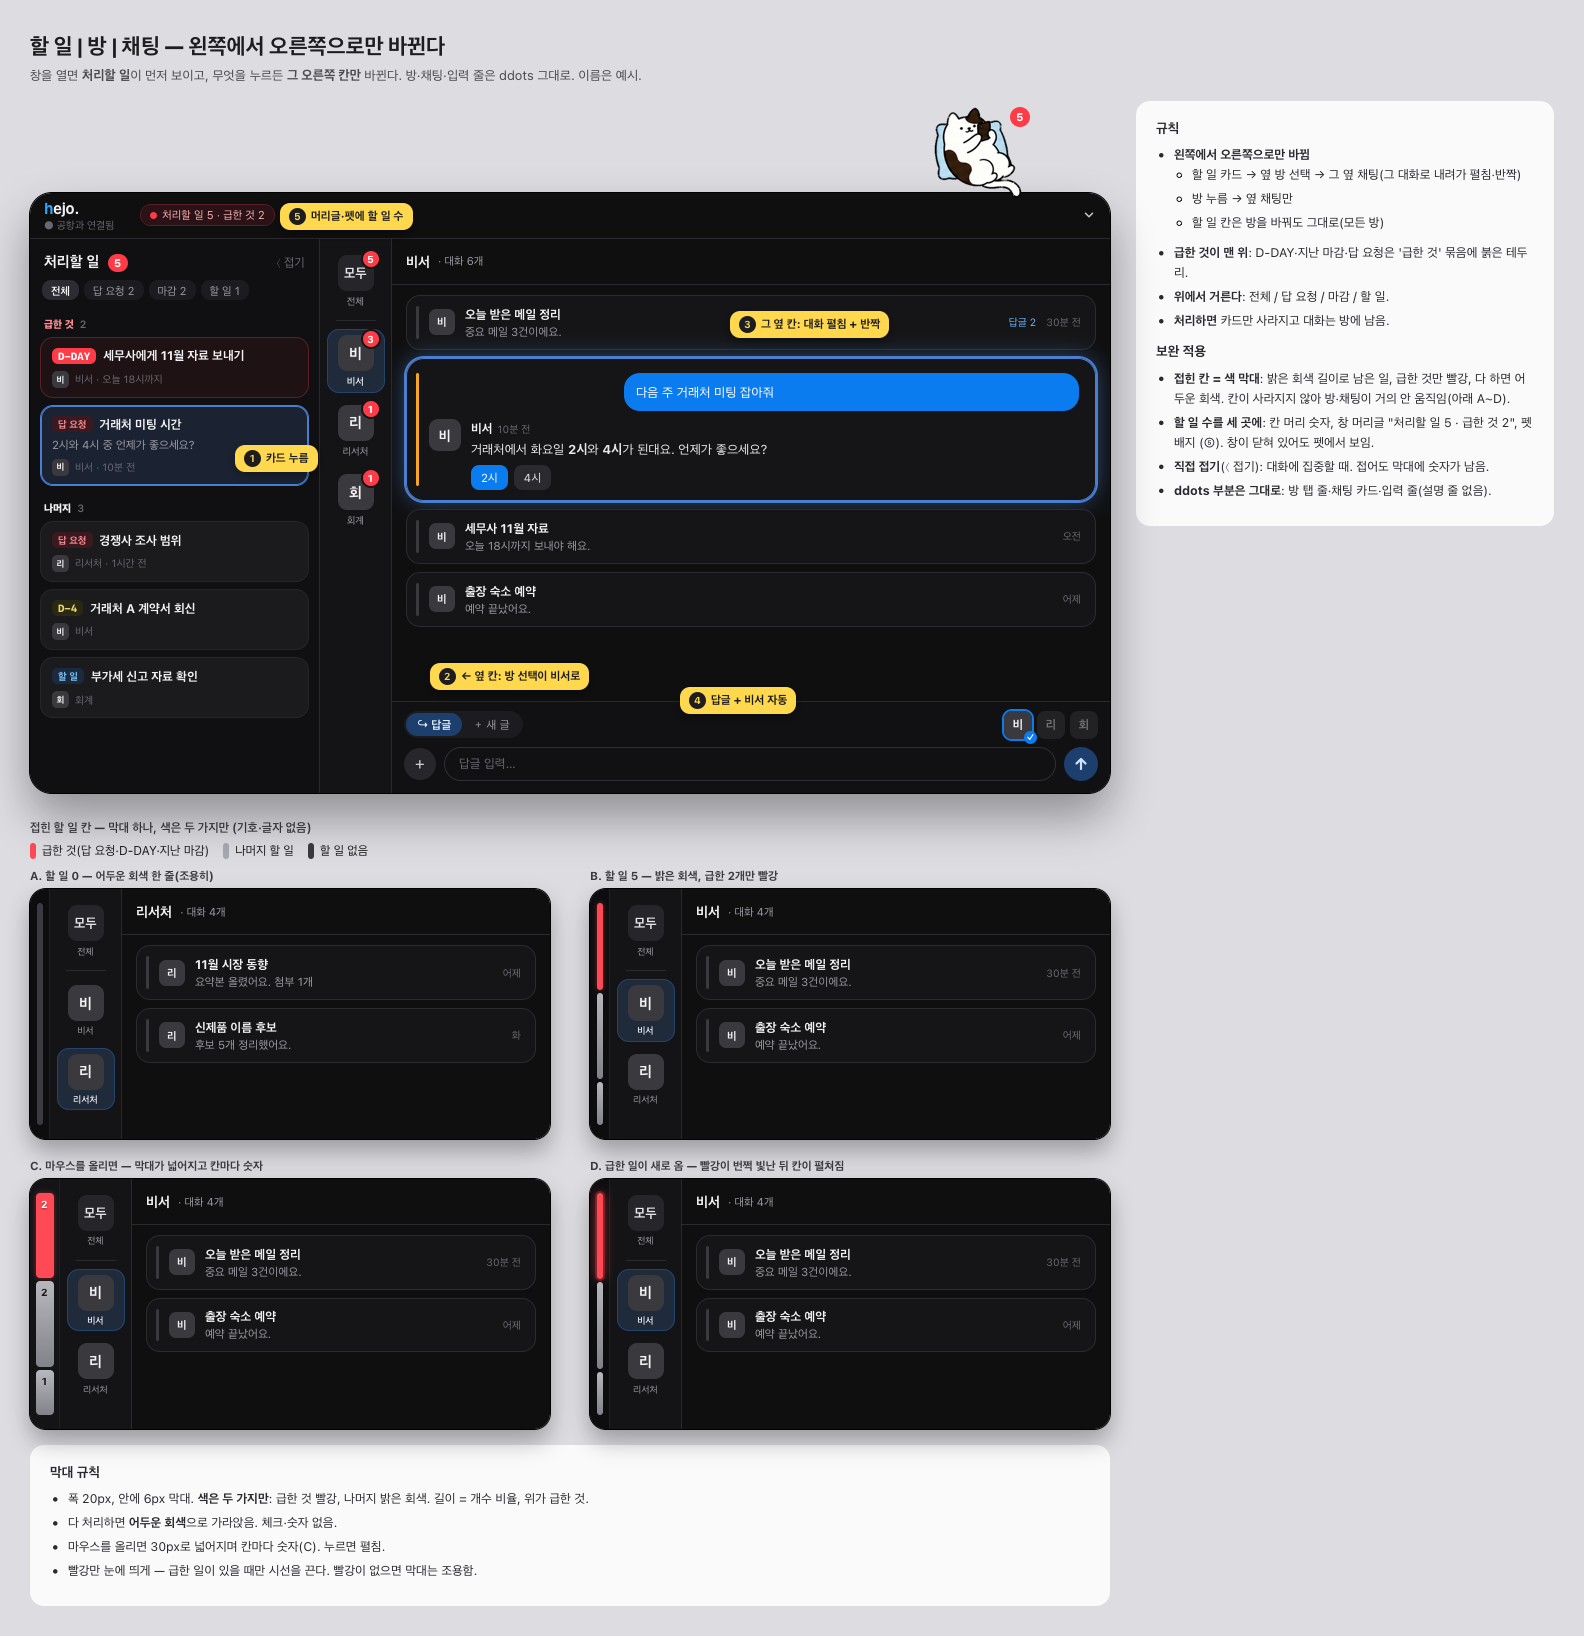 할 일 | 방 | 채팅 — 왼쪽에서 오른쪽으로만 바뀐다
창을 열면 처리할 일이 먼저 보이고, 무엇을 누르든 그 오른쪽 칸만 바뀐다. 방·채팅·입력 줄은 ddots 그대로. 이름은 예시.
5
hejo.
공항과 연결됨
처리할 일 5 · 급한 것 2
5 머리글·펫에 할 일 수
처리할 일 5
〈 접기
전체 답 요청 2 마감 2 할 일 1
급한 것 2
D-DAY 세무사에게 11월 자료 보내기
비 비서 · 오늘 18시까지
답 요청 거래처 미팅 시간
2시와 4시 중 언제가 좋으세요?
비 비서 · 10분 전
1 카드 누름
나머지 3
답 요청 경쟁사 조사 범위
리 리서처 · 1시간 전
D-4 거래처 A 계약서 회신
비 비서
할 일 부가세 신고 자료 확인
회 회계
모두 5
전체
비 3
비서
리 1
리서처
회 1
회계
비서 · 대화 6개
비 오늘 받은 메일 정리
중요 메일 3건이에요.
3 그 옆 칸: 대화 펼침 + 반짝
답글 2 30분 전
다음 주 거래처 미팅 잡아줘
비 비서 10분 전
거래처에서 화요일 2시와 4시가 된대요. 언제가 좋으세요?
2시 4시
비 세무사 11월 자료
오늘 18시까지 보내야 해요.
오전
비 출장 숙소 예약
예약 끝났어요.
어제
2 ← 옆 칸: 방 선택이 비서로
4 답글 + 비서 자동
↪ 답글 + 새 글
비 리 회
+ 답글 입력...
규칙
• 왼쪽에서 오른쪽으로만 바뀜
할 일 카드 → 옆 방 선택 → 그 옆 채팅(그 대화로 내려가 펼침·반짝)
방 누름 → 옆 채팅만
할 일 칸은 방을 바꿔도 그대로(모든 방)
• 급한 것이 맨 위: D-DAY·지난 마감·답 요청은 '급한 것' 묶음에 붉은 테두
리.
• 위에서 거른다: 전체 / 답 요청 / 마감 / 할 일.
• 처리하면 카드만 사라지고 대화는 방에 남음.
보완 적용
• 접힌 칸 = 색 막대: 밝은 회색 길이로 남은 일, 급한 것만 빨강, 다 하면 어
두운 회색. 칸이 사라지지 않아 방·채팅이 거의 안 움직임(아래 A~D).
• 할 일 수를 세 곳에: 칸 머리 숫자, 창 머리글 "처리할 일 5 · 급한 것 2", 펫
배지 (⑤). 창이 닫혀 있어도 펫에서 보임.
• 직접 접기(〈 접기): 대화에 집중할 때. 접어도 막대에 숫자가 남음.
• ddots 부분은 그대로: 방 탭 줄·채팅 카드·입력 줄(설명 줄 없음).
접힌 할 일 칸 — 막대 하나, 색은 두 가지만 (기호·글자 없음)
급한 것(답 요청·D-DAY·지난 마감) 나머지 할 일 할 일 없음
A. 할 일 0 — 어두운 회색 한 줄(조용히)
모두
전체
비
비서
리
리서처
리서처 · 대화 4개
리 11월 시장 동향
요약본 올렸어요. 첨부 1개
어제
리 신제품 이름 후보
후보 5개 정리했어요.
화
B. 할 일 5 — 밝은 회색, 급한 2개만 빨강
모두
전체
비
비서
리
리서처
비서 · 대화 4개
비 오늘 받은 메일 정리
중요 메일 3건이에요.
30분 전
비 출장 숙소 예약
예약 끝났어요.
어제
C. 마우스를 올리면 — 막대가 넓어지고 칸마다 숫자
2
2
1
모두
전체
비
비서
리
리서처
비서 · 대화 4개
비 오늘 받은 메일 정리
중요 메일 3건이에요.
30분 전
비 출장 숙소 예약
예약 끝났어요.
어제
D. 급한 일이 새로 옴 — 빨강이 번쩍 빛난 뒤 칸이 펼쳐짐
모두
전체
비
비서
리
리서처
비서 · 대화 4개
비 오늘 받은 메일 정리
중요 메일 3건이에요.
30분 전
비 출장 숙소 예약
예약 끝났어요.
어제
막대 규칙
• 폭 20px, 안에 6px 막대. 색은 두 가지만: 급한 것 빨강, 나머지 밝은 회색. 길이 = 개수 비율, 위가 급한 것.
• 다 처리하면 어두운 회색으로 가라앉음. 체크·숫자 없음.
• 마우스를 올리면 30px로 넓어지며 칸마다 숫자(C). 누르면 펼침.
• 빨강만 눈에 띄게 — 급한 일이 있을 때만 시선을 끈다. 빨강이 없으면 막대는 조용함.